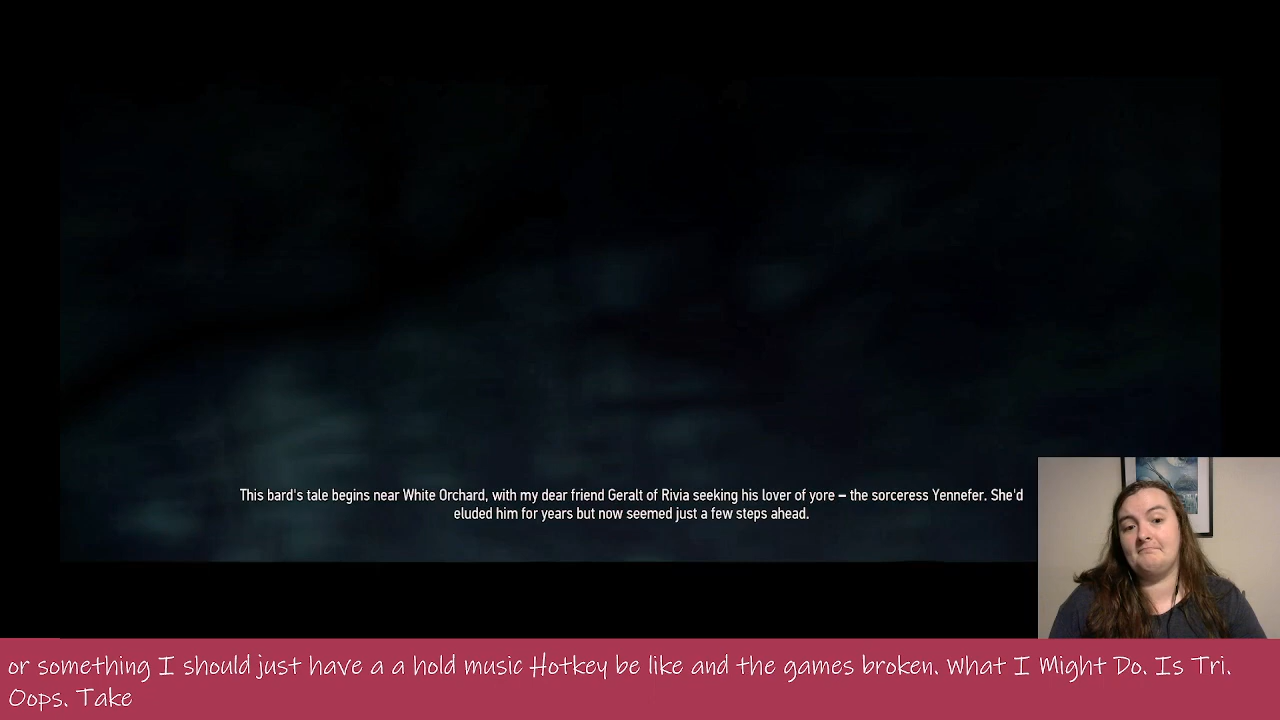 This bard's tale begins near White Orchard, with my dear friend Geralt of Rivia seeking his lover of yore – the sorceress Yennefer. She'd
eluded him for years but now seemed just a few steps ahead.
or something I should just have a a hold music Hotkey be like and the games broken. What I Might Do. Is Tri.
Oops. Take